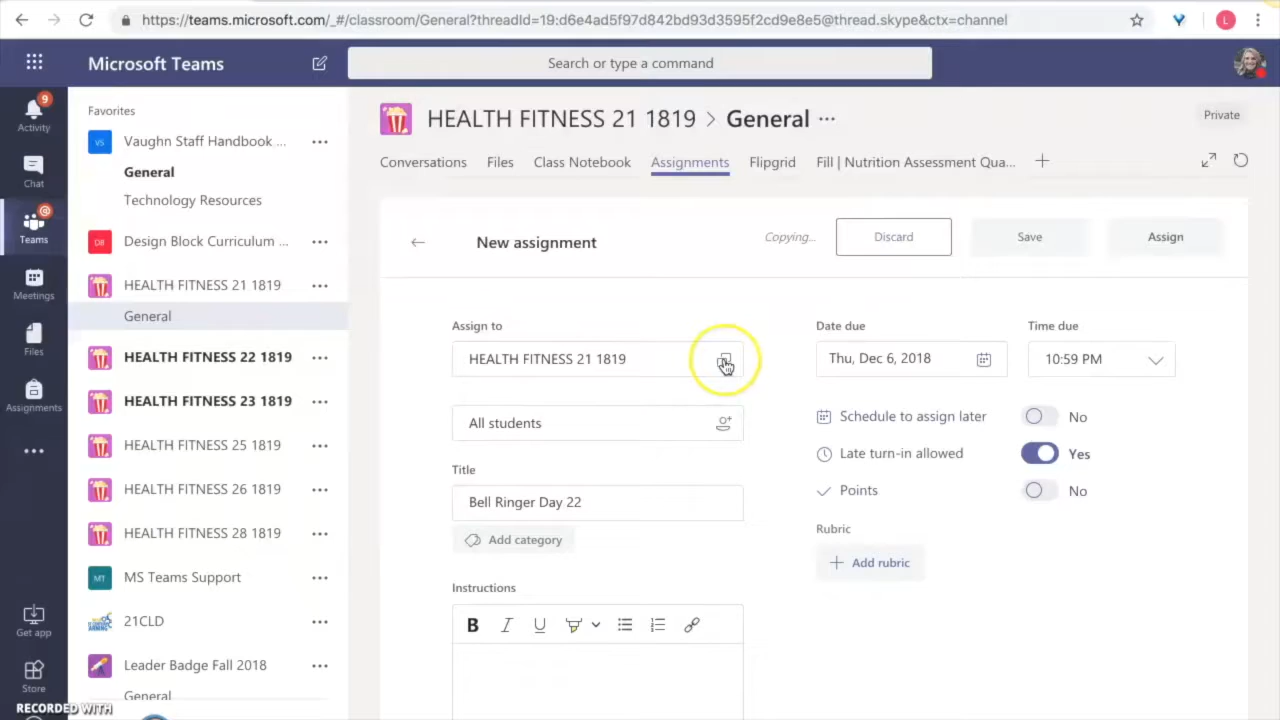 https://teams.microsoft.com/_#/classroom/General?threadId=19:d6e4ad5f97d842bd93d3595f2cd9e8e5@thread.skype&ctx=channel
L
Microsoft Teams
Search or type a command
9
Activity
Chat
@
Teams
Meetings
Files
Assignments
Get app
Store
Favorites
VS
Vaughn Staff Handbook ...
General
Technology Resources
DB
Design Block Curriculum ...
HEALTH FITNESS 21 1819
General
HEALTH FITNESS 22 1819
HEALTH FITNESS 23 1819
HEALTH FITNESS 25 1819
HEALTH FITNESS 26 1819
HEALTH FITNESS 28 1819
MT
MS Teams Support
21CLD
Leader Badge Fall 2018
General
HEALTH FITNESS 21 1819 > General ...
Private
Conversations
Files
Class Notebook
Assignments
Flipgrid
Fill | Nutrition Assessment Qua...
New assignment
Copying...
Discard
Save
Assign
Assign to
HEALTH FITNESS 21 1819
All students
Title
Bell Ringer Day 22
Add category
Instructions
B I U
Date due
Thu, Dec 6, 2018
Time due
10:59 PM
Schedule to assign later
No
Late turn-in allowed
Yes
Points
No
Rubric
+ Add rubric
RECORDED WITH